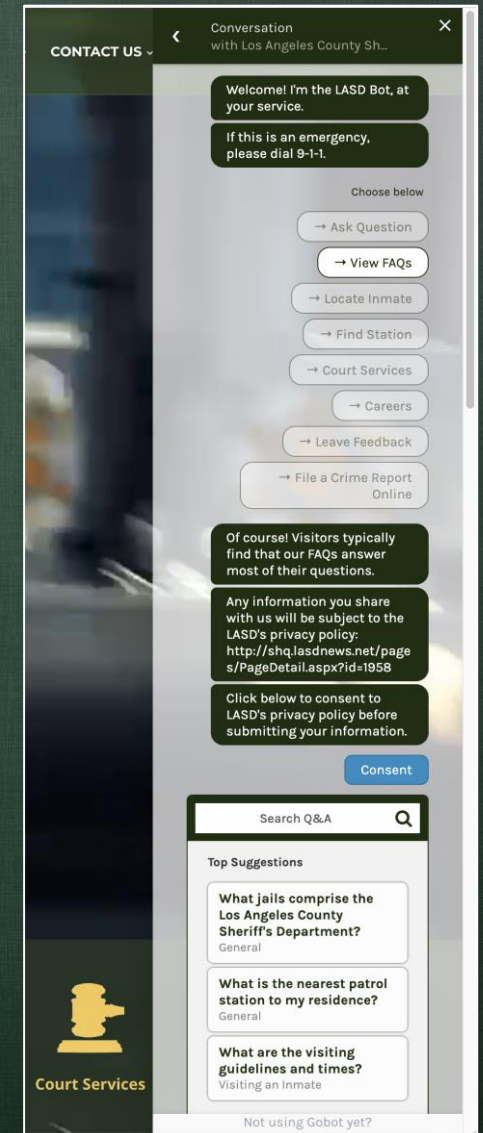 CONTACT US
Conversation
with Los Angeles County Sh...
Welcome! I'm the LASD Bot, at
your service.
If this is an emergency,
please dial 9-1-1.
Choose below
→ Ask Question
→ View FAQs
→ Locate Inmate
→ Find Station
→ Court Services
→ Careers
→ Leave Feedback
→ File a Crime Report
Online
Of course! Visitors typically
find that our FAQs answer
most of their questions.
Any information you share
with us will be subject to the
LASD's privacy policy:
http://shq.lasdnews.net/page
s/PageDetail.aspx?id=1958
Click below to consent to
LASD's privacy policy before
submitting your information.
Consent
Search Q&A
Top Suggestions
What jails comprise the
Los Angeles County
Sheriff's Department?
General
What is the nearest patrol
station to my residence?
General
What are the visiting
guidelines and times?
Visiting an Inmate
Court Services
Not using Gobot yet?